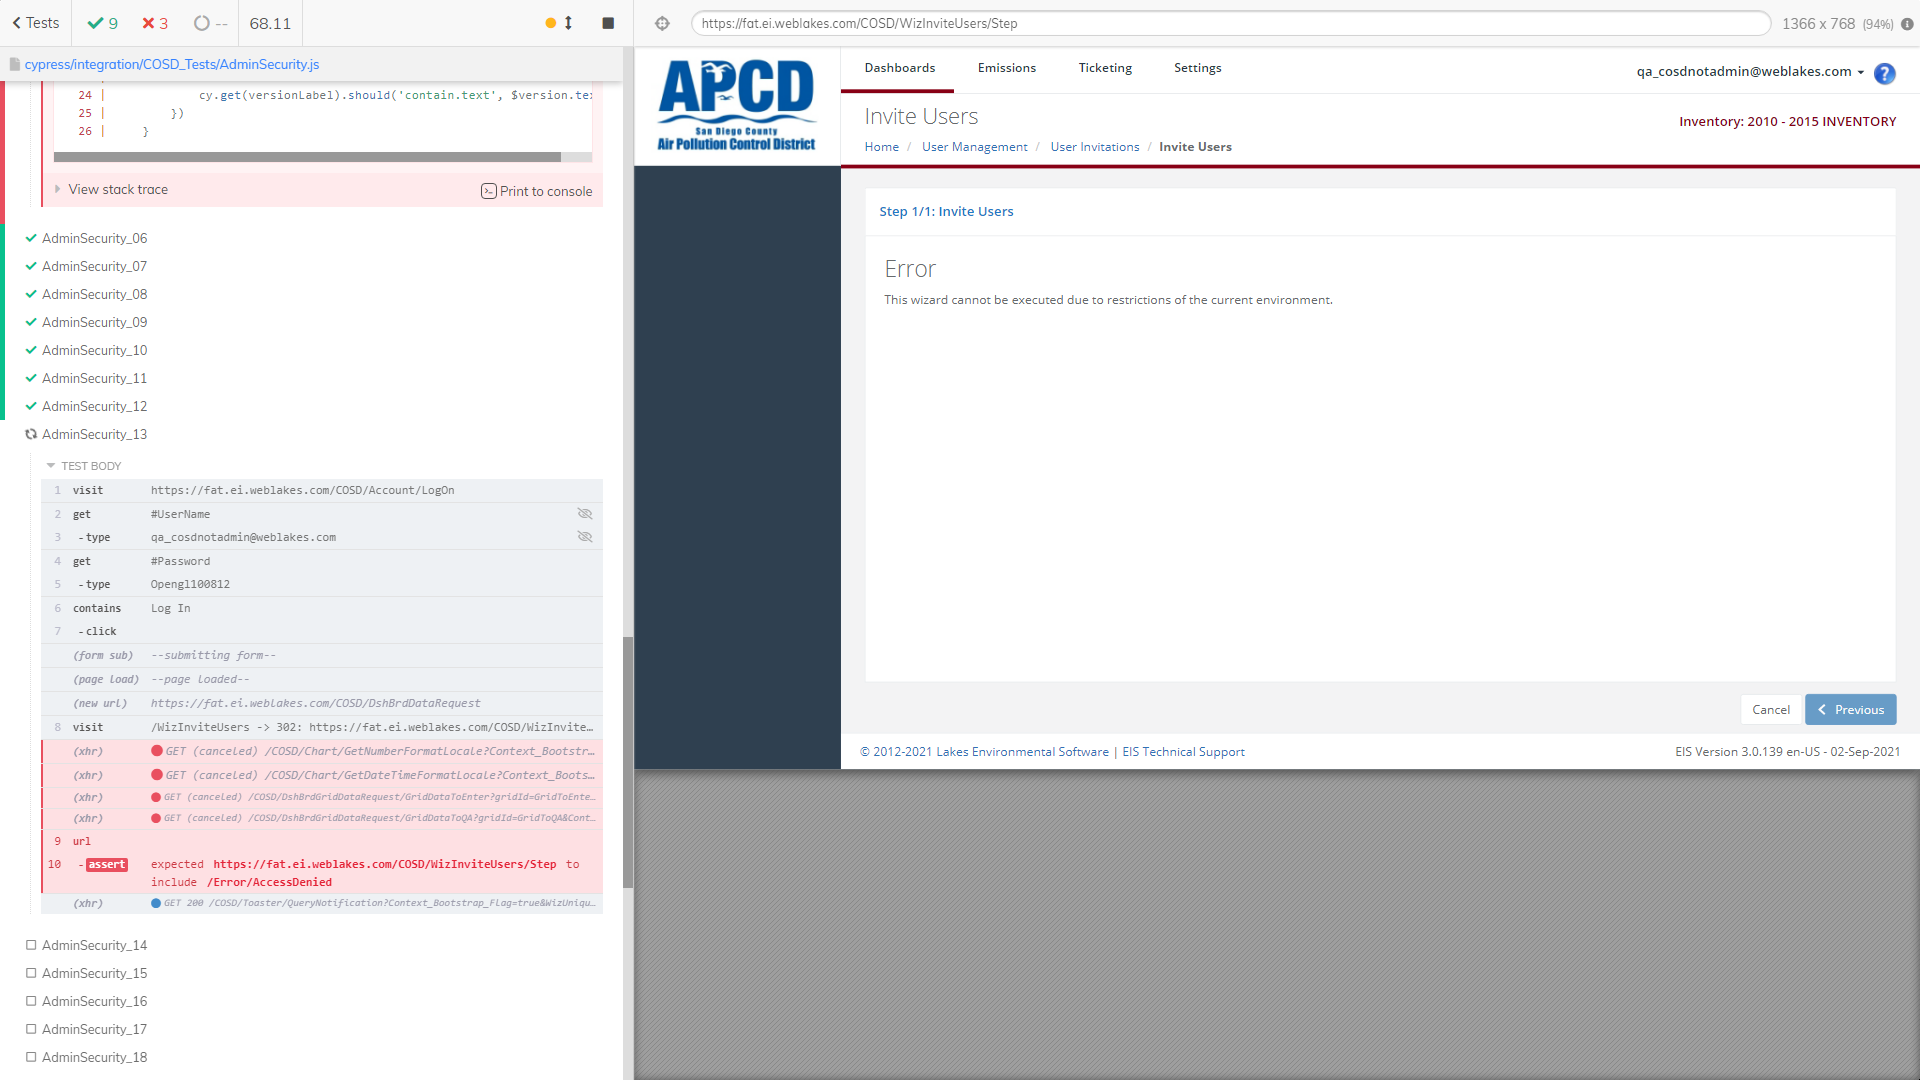 Tests 9 3 -- 68.11
cypress/integration/COSD_Tests/AdminSecurity.js
24 | cy.get(versionLabel).should('contain.text', $version.te
25 | })
26 | }
View stack trace
Print to console
AdminSecurity_06
AdminSecurity_07
AdminSecurity_08
AdminSecurity_09
AdminSecurity_10
AdminSecurity_11
AdminSecurity_12
AdminSecurity_13
TEST BODY
1 visit https://fat.ei.weblakes.com/COSD/Account/LogOn
2 get #UserName
3 -type qa_cosdnotadmin@weblakes.com
4 get #Password
5 -type Opengl100812
6 contains Log In
7 -click
(form sub) --submitting form--
(page load) --page loaded--
(new url) https://fat.ei.weblakes.com/COSD/DshBrdDataRequest
8 visit /WizInviteUsers -> 302: https://fat.ei.weblakes.com/COSD/WizInvite…
(xhr) GET (canceled) /COSD/Chart/GetNumberFormatLocale?Context_Bootstr…
(xhr) GET (canceled) /COSD/Chart/GetDateTimeFormatLocale?Context_Boots…
(xhr) GET (canceled) /COSD/DshBrdGridDataRequest/GridDataToEnter?gridId=GridToEnte…
(xhr) GET (canceled) /COSD/DshBrdGridDataRequest/GridDataToQA?gridId=GridToQA&Cont…
9 url
10 -assert expected https://fat.ei.weblakes.com/COSD/WizInviteUsers/Step to
include /Error/AccessDenied
(xhr) GET 200 /COSD/Toaster/QueryNotification?Context_Bootstrap_Flag=true&WizUniqu…
AdminSecurity_14
AdminSecurity_15
AdminSecurity_16
AdminSecurity_17
AdminSecurity_18
https://fat.ei.weblakes.com/COSD/WizInviteUsers/Step
1366 x 768 (94%)
APCD
San Diego County
Air Pollution Control District
Dashboards Emissions Ticketing Settings
qa_cosdnotadmin@weblakes.com ?
Invite Users
Inventory: 2010 - 2015 INVENTORY
Home / User Management / User Invitations / Invite Users
Step 1/1: Invite Users
Error
This wizard cannot be executed due to restrictions of the current environment.
Cancel Previous
© 2012-2021 Lakes Environmental Software | EIS Technical Support
EIS Version 3.0.139 en-US - 02-Sep-2021